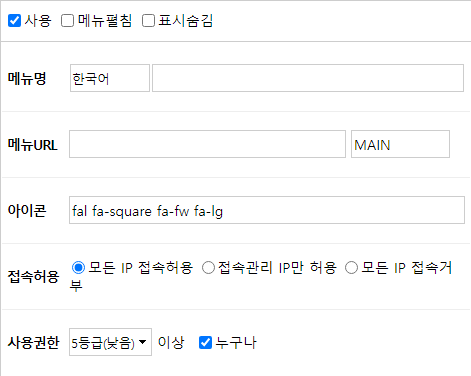 사용 메뉴펼침 표시숨김
메뉴명 한국어
메뉴URL MAIN
아이콘 fal fa-square fa-fw fa-lg
접속허용 모든 IP 접속허용 접속관리 IP만 허용 모든 IP 접속거
부
사용권한 5등급(낮음) 이상 누구나